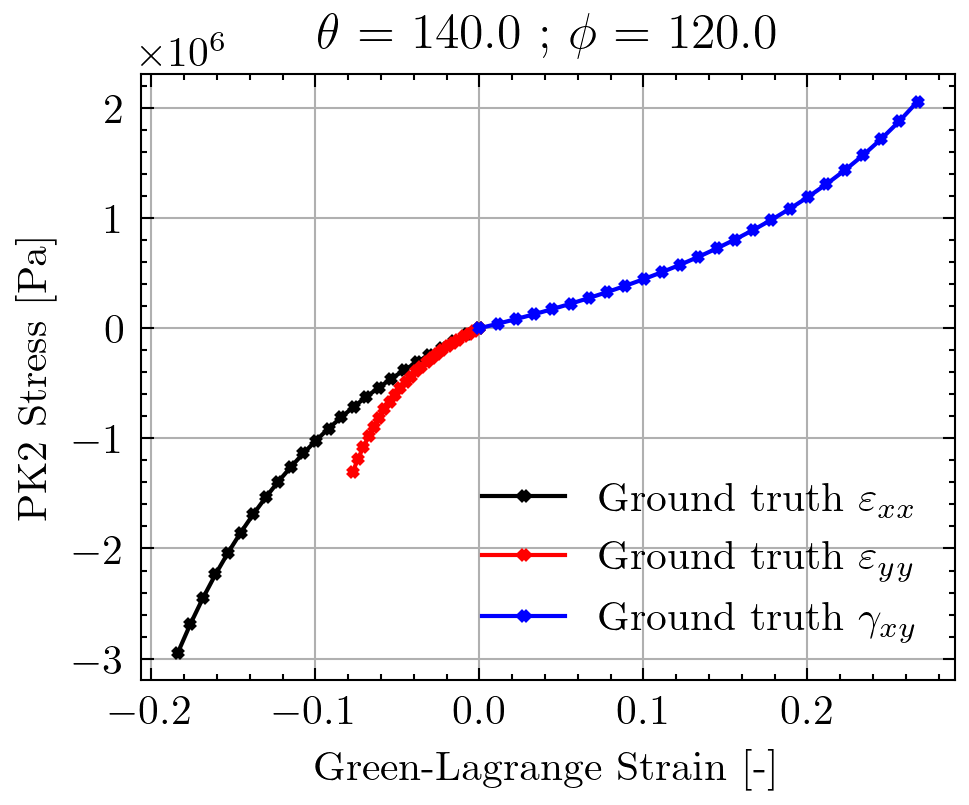 θ = 140.0 ; ϕ = 120.0
×10⁶
2
1
0
−1
−2
−3
PK2 Stress [Pa]
Ground truth εₓₓ
Ground truth ε_yy
Ground truth γ_xy
−0.2 −0.1 0.0 0.1 0.2
Green-Lagrange Strain [-]